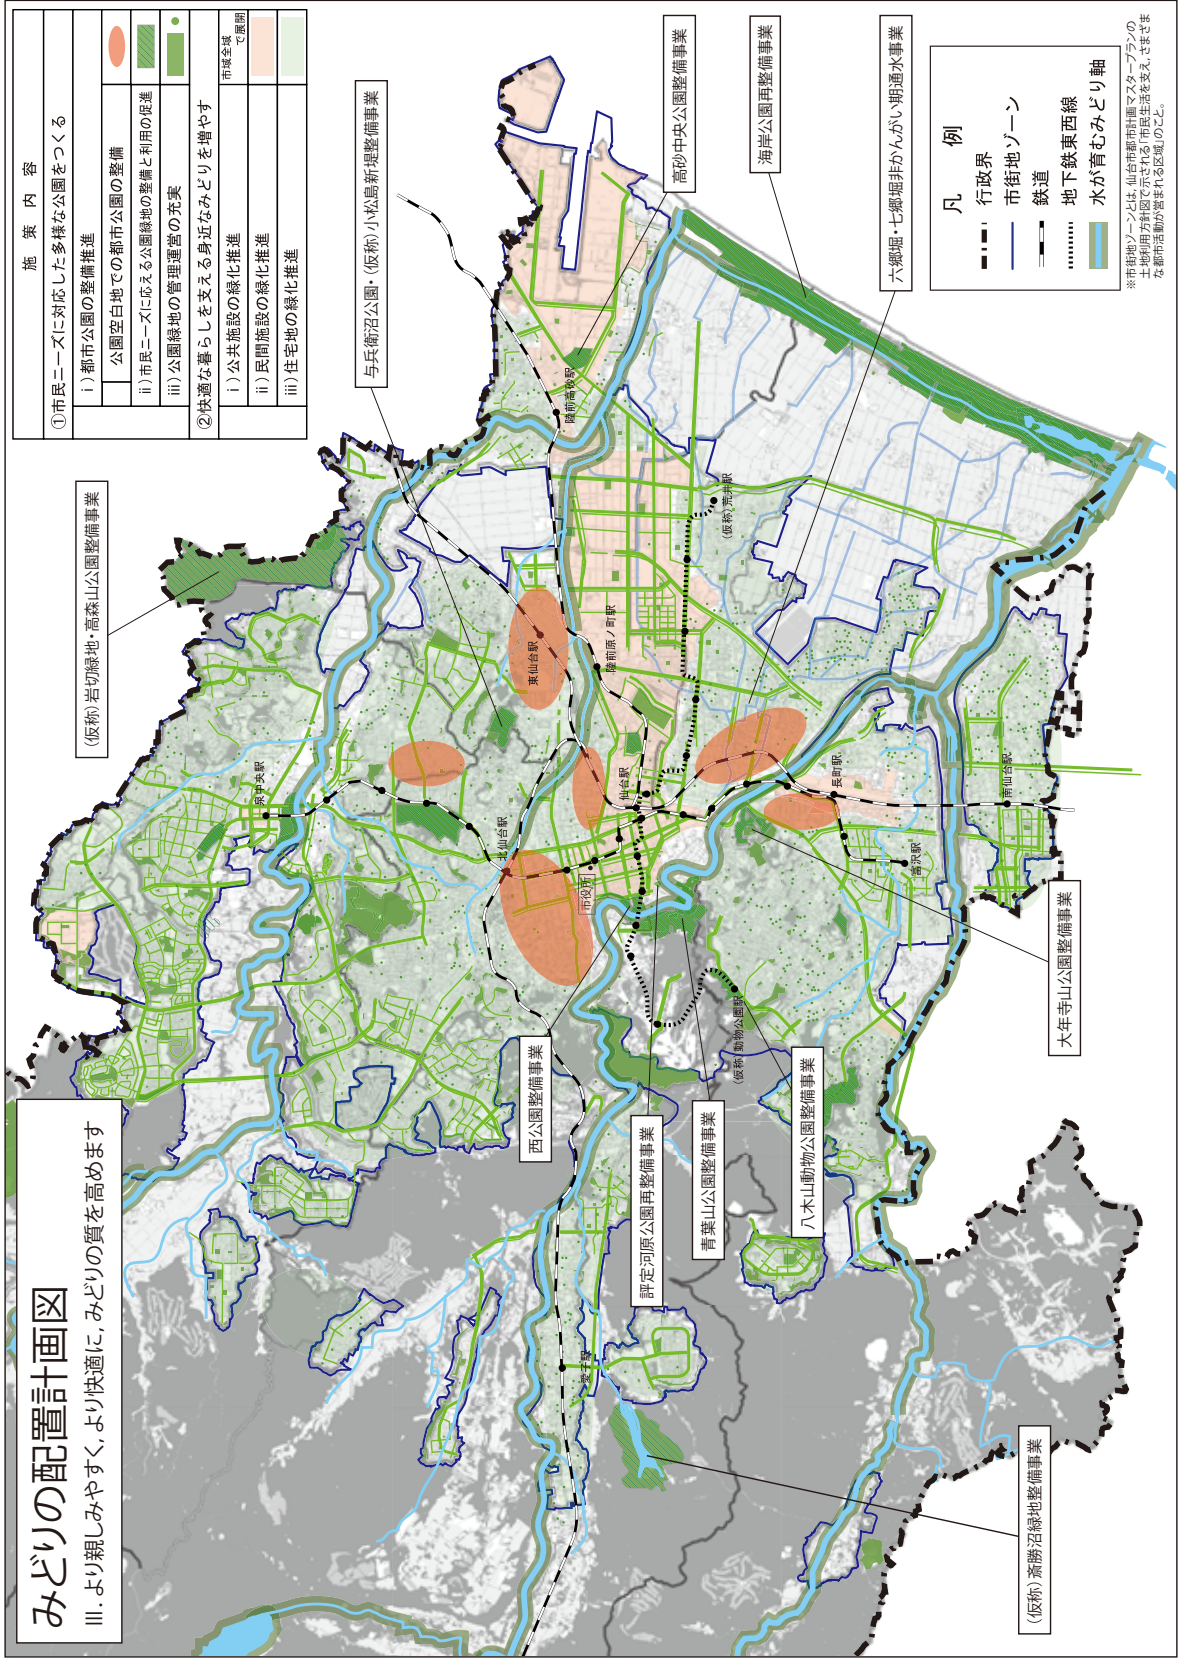 みどりの配置計画図
Ⅲ．より親しみやすく，より快適に，みどりの質を高めます
施策内容
①市民ニーズに対応した多様な公園をつくる
ⅰ）都市公園の整備推進
公園空白地での都市公園の整備
ⅱ）市民ニーズに応える公園緑地の整備と利用の促進
ⅲ）公園緑地の管理運営の充実
②快適な暮らしを支える身近なみどりを増やす
ⅰ）公共施設の緑化推進
市域全域
で展開
ⅱ）民間施設の緑化推進
ⅲ）住宅地の緑化推進
(仮称)岩切緑地・高森山公園整備事業
与兵衛沼公園・(仮称)小松島新堤整備事業
高砂中央公園整備事業
海岸公園再整備事業
六郷堀・七郷堀非かんがい期通水事業
凡例
行政界
市街地ゾーン
鉄道
地下鉄東西線
水が育むみどり軸
※市街地ゾーンとは，仙台市都市計画マスタープランの
土地利用方針図で示される「市民生活を支え，さまざま
な都市活動が営まれる区域」のこと。
泉中央駅
北仙台駅
東仙台駅
陸前高砂駅
陸前原ノ町駅
(仮称)荒井駅
仙台駅
市役所
長町駅
富沢駅
南仙台駅
(仮称)動物公園駅
愛子駅
西公園整備事業
評定河原公園再整備事業
青葉山公園整備事業
八木山動物公園整備事業
大年寺山公園整備事業
(仮称)斎勝沼緑地整備事業